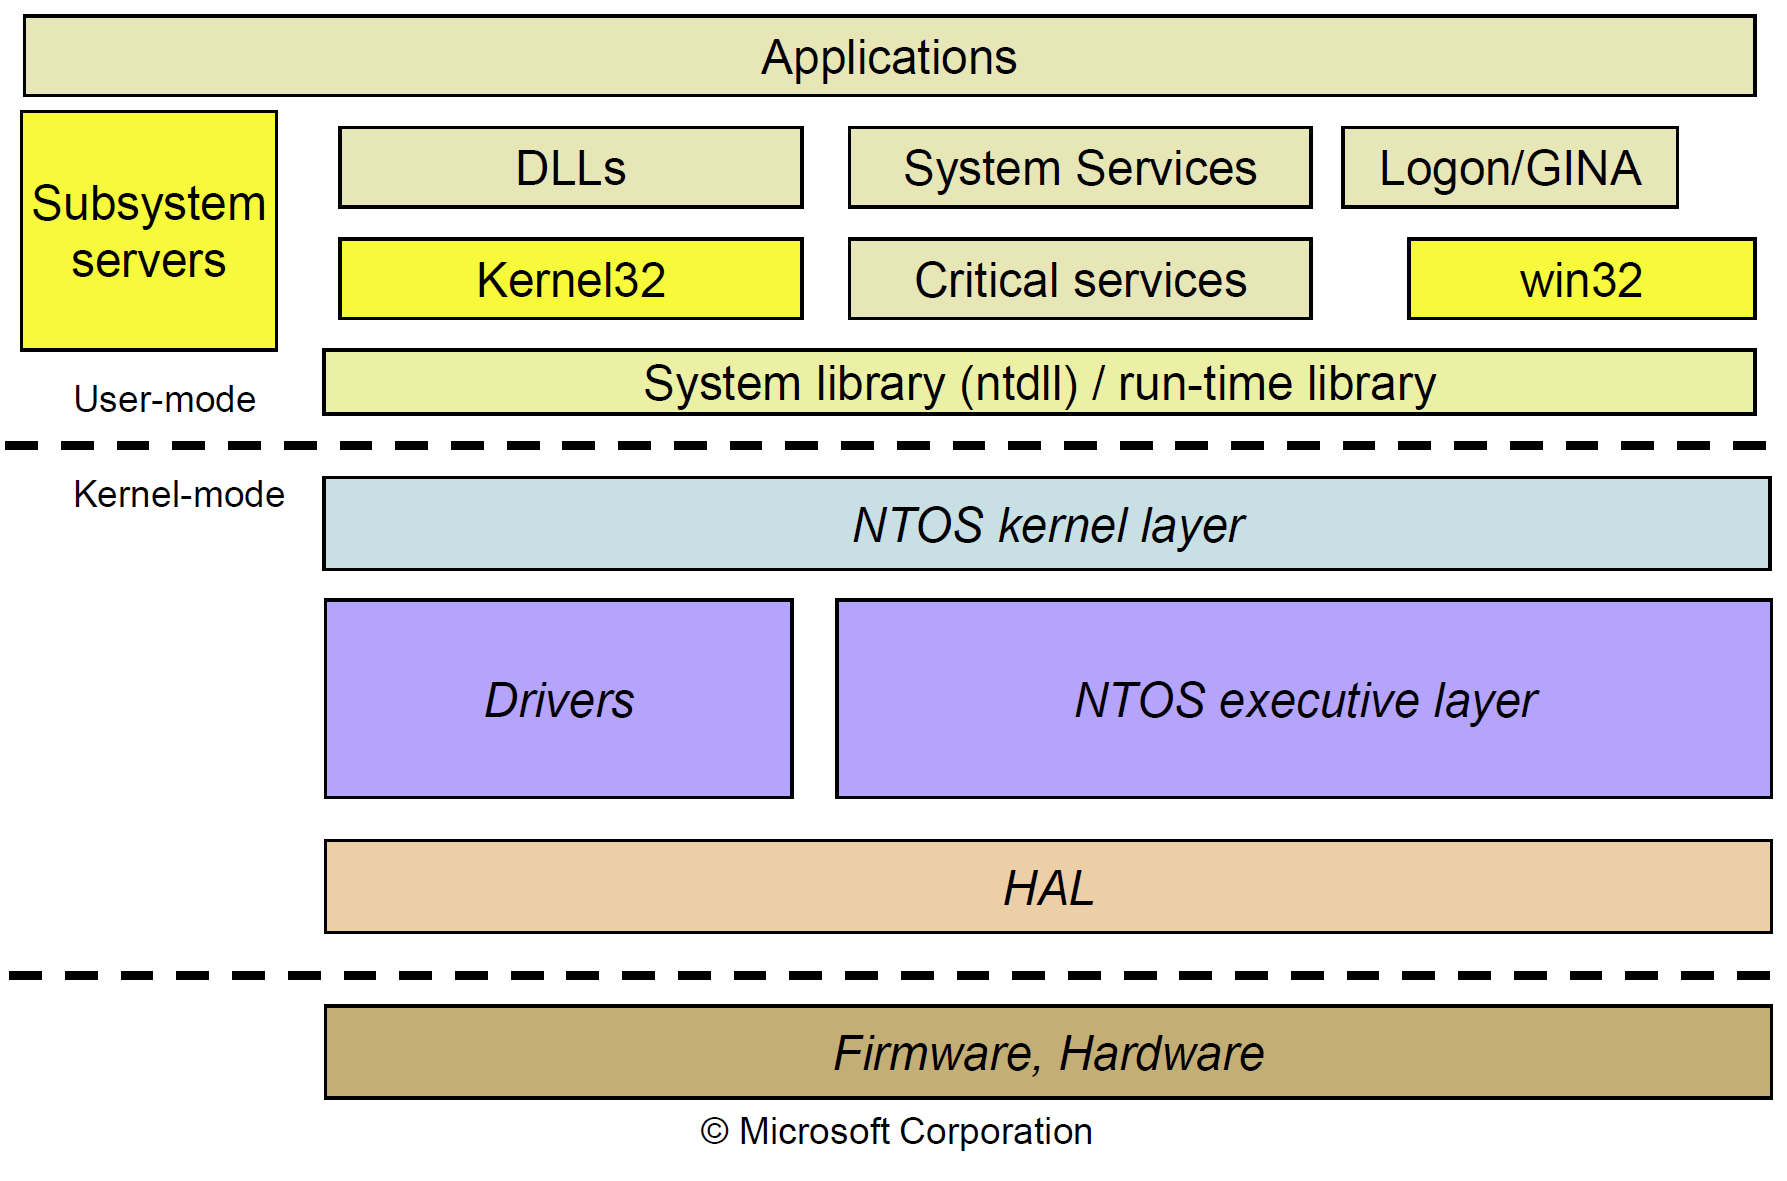 Applications
Subsystem
servers
DLLs
System Services
Logon/GINA
Kernel32
Critical services
win32
System library (ntdll) / run-time library
User-mode
Kernel-mode
NTOS kernel layer
Drivers
NTOS executive layer
HAL
Firmware, Hardware
© Microsoft Corporation